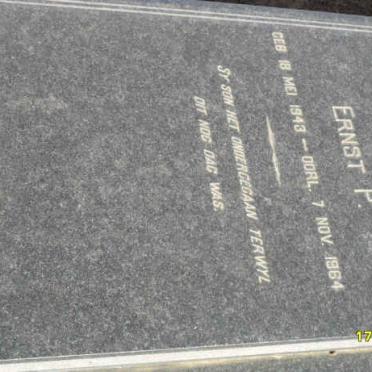 ERNST P.
GEB 18 MEI 1943 – OORL. 7 NOV. 1964
SY SON HET ONDERGEGAAN TERWYL
DIT NOG DAG WAS.
17